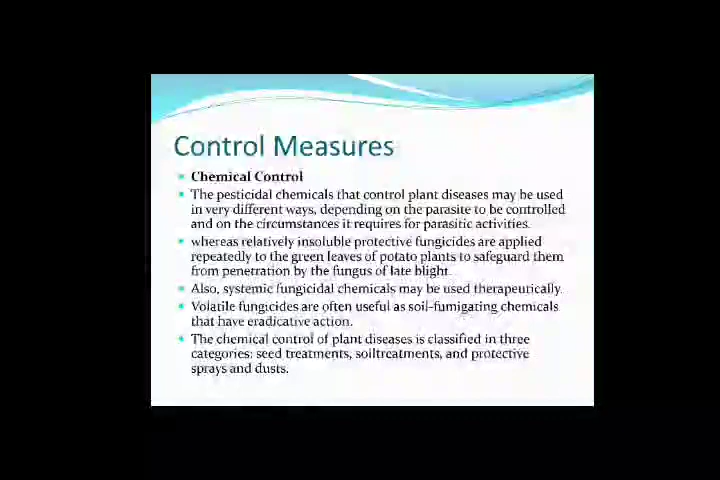 Control Measures
Chemical Control
The pesticidal chemicals that control plant diseases may be used
in very different ways, depending on the parasite to be controlled
and on the circumstances it requires for parasitic activities.
whereas relatively insoluble protective fungicides are applied
repeatedly to the green leaves of potato plants to safeguard them
from penetration by the fungus of late blight.
Also, systemic fungicidal chemicals may be used therapeutically.
Volatile fungicides are often useful as soil-fumigating chemicals
that have eradicative action.
The chemical control of plant diseases is classified in three
categories: seed treatments, soiltreatments, and protective
sprays and dusts.